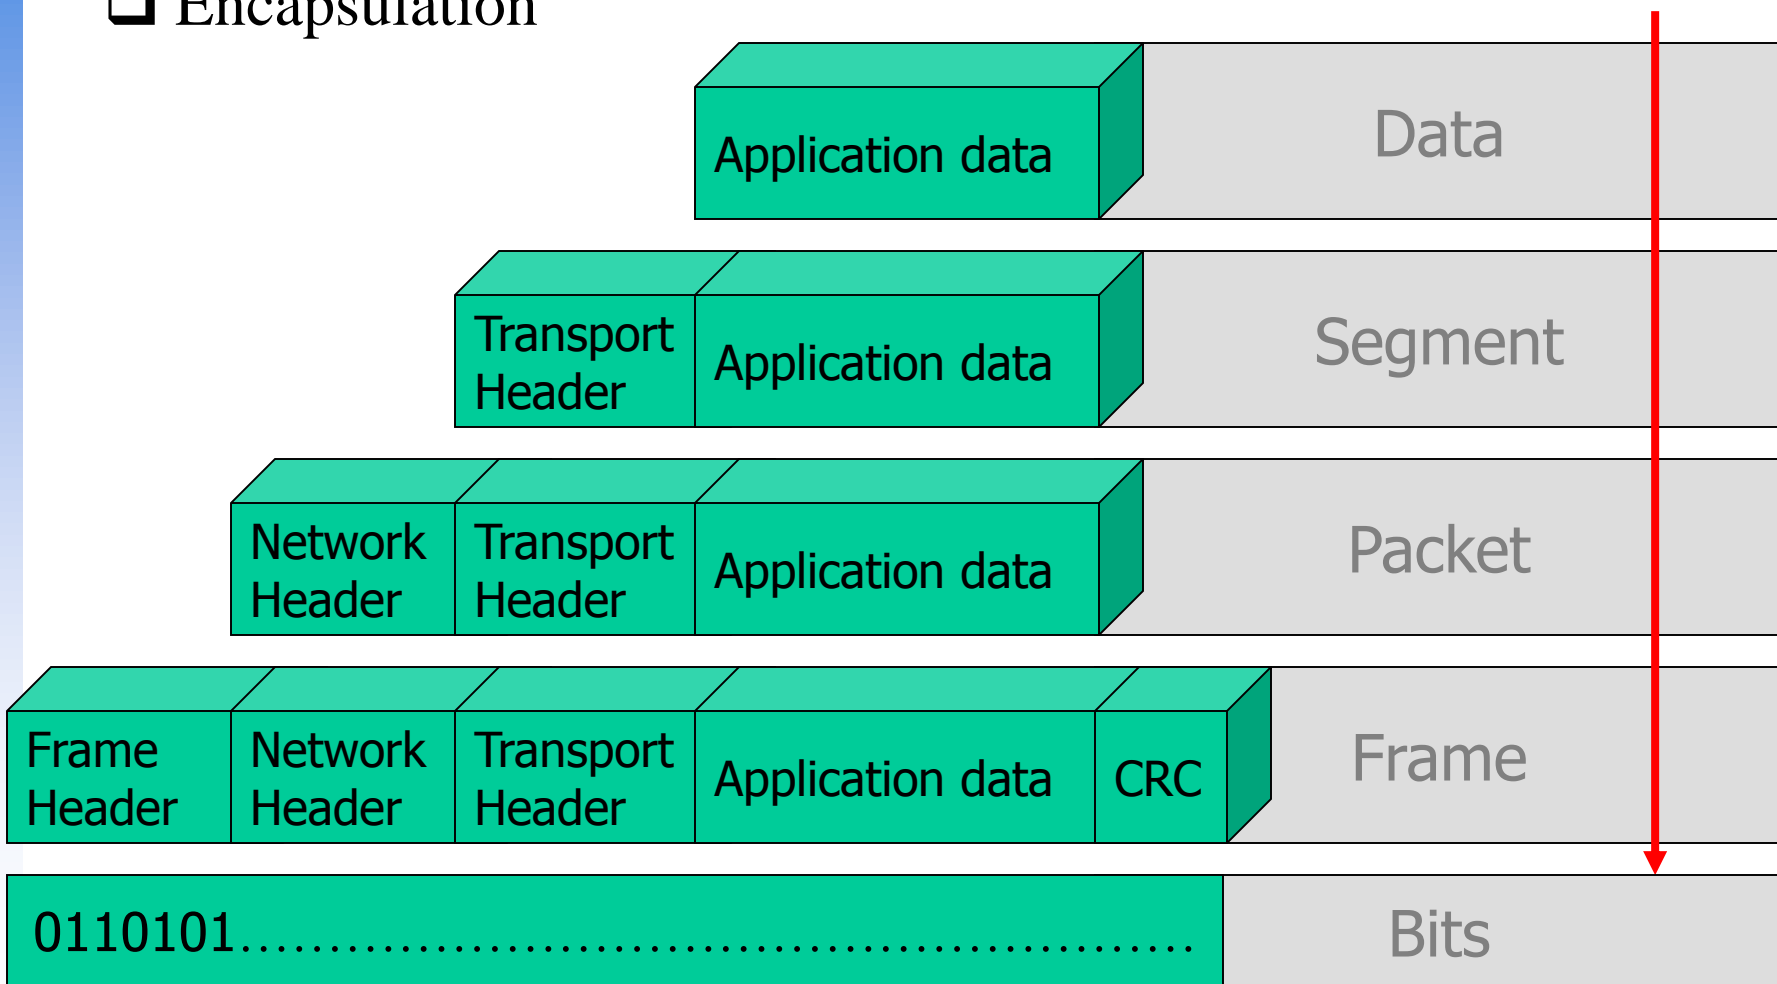 Encapsulation
Application data
Data
Transport
Header
Application data
Segment
Network
Header
Transport
Header
Application data
Packet
Frame
Header
Network
Header
Transport
Header
Application data
CRC
Frame
0110101......................................................
Bits